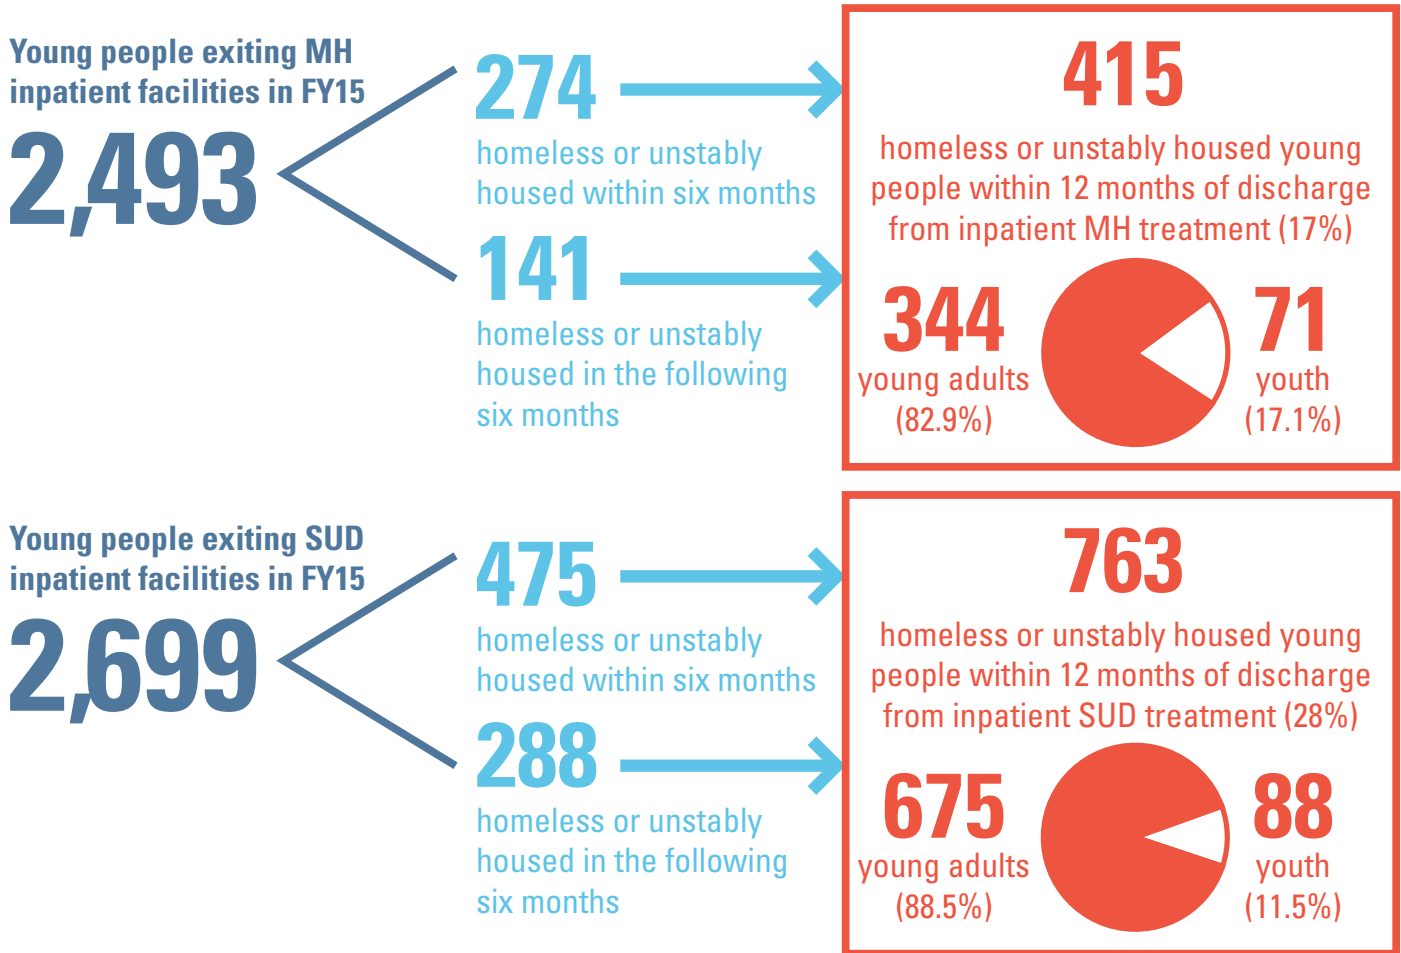 Young people exiting MH
inpatient facilities in FY15
2,493
274
homeless or unstably
housed within six months
141
homeless or unstably
housed in the following
six months
415
homeless or unstably housed young
people within 12 months of discharge
from inpatient MH treatment (17%)
344
young adults
(82.9%)
71
youth
(17.1%)
Young people exiting SUD
inpatient facilities in FY15
2,699
475
homeless or unstably
housed within six months
288
homeless or unstably
housed in the following
six months
763
homeless or unstably housed young
people within 12 months of discharge
from inpatient SUD treatment (28%)
675
young adults
(88.5%)
88
youth
(11.5%)